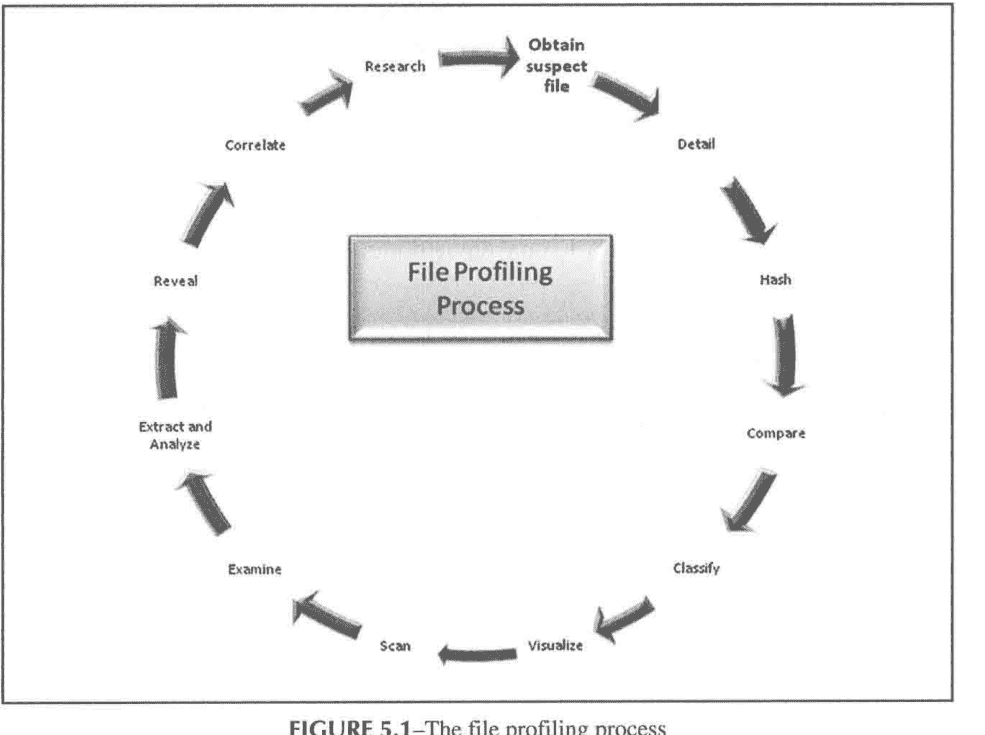 Obtain
suspect
file
Detail
Hash
Compare
Classify
Visualize
Scan
Examine
Extract and
Analyze
Reveal
Correlate
Research
File Profiling
Process
FIGURE 5.1–The file profiling process